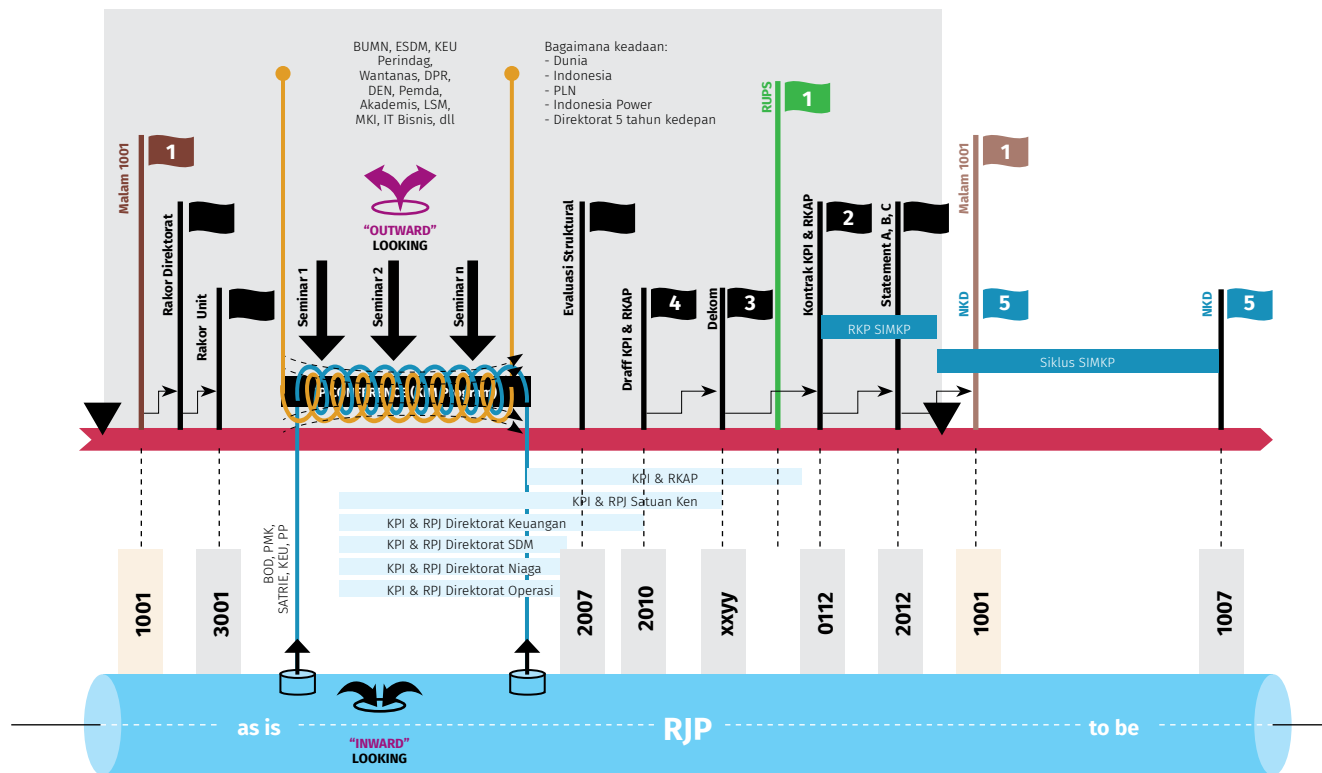 BUMN, ESDM, KEU
Perindag,
Wantanas, DPR,
DEN, Pemda,
Akademis, LSM,
MKI, IT Bisnis, dll
Bagaimana keadaan:
- Dunia
- Indonesia
- PLN
- Indonesia Power
- Direktorat 5 tahun kedepan
Malam 1001
1
Rakor Direktorat
Rakor Unit
"OUTWARD"
LOOKING
Seminar 1
Seminar 2
Seminar n
Evaluasi Struktural
Draff KPI & RKAP
4
Dekom
3
RUPS
1
Kontrak KPI & RKAP
2
Statement A, B, C
Malam 1001
1
NKD
5
NKD
5
RKP SIMKP
Siklus SIMKP
KPI & RKAP
KPI & RPJ Satuan Ken
KPI & RPJ Direktorat Keuangan
KPI & RPJ Direktorat SDM
KPI & RPJ Direktorat Niaga
KPI & RPJ Direktorat Operasi
BOD, PMK,
SATRIE, KEU, PP
1001
3001
2007
2010
xxyy
0112
2012
1001
1007
as is
RJP
to be
"INWARD"
LOOKING